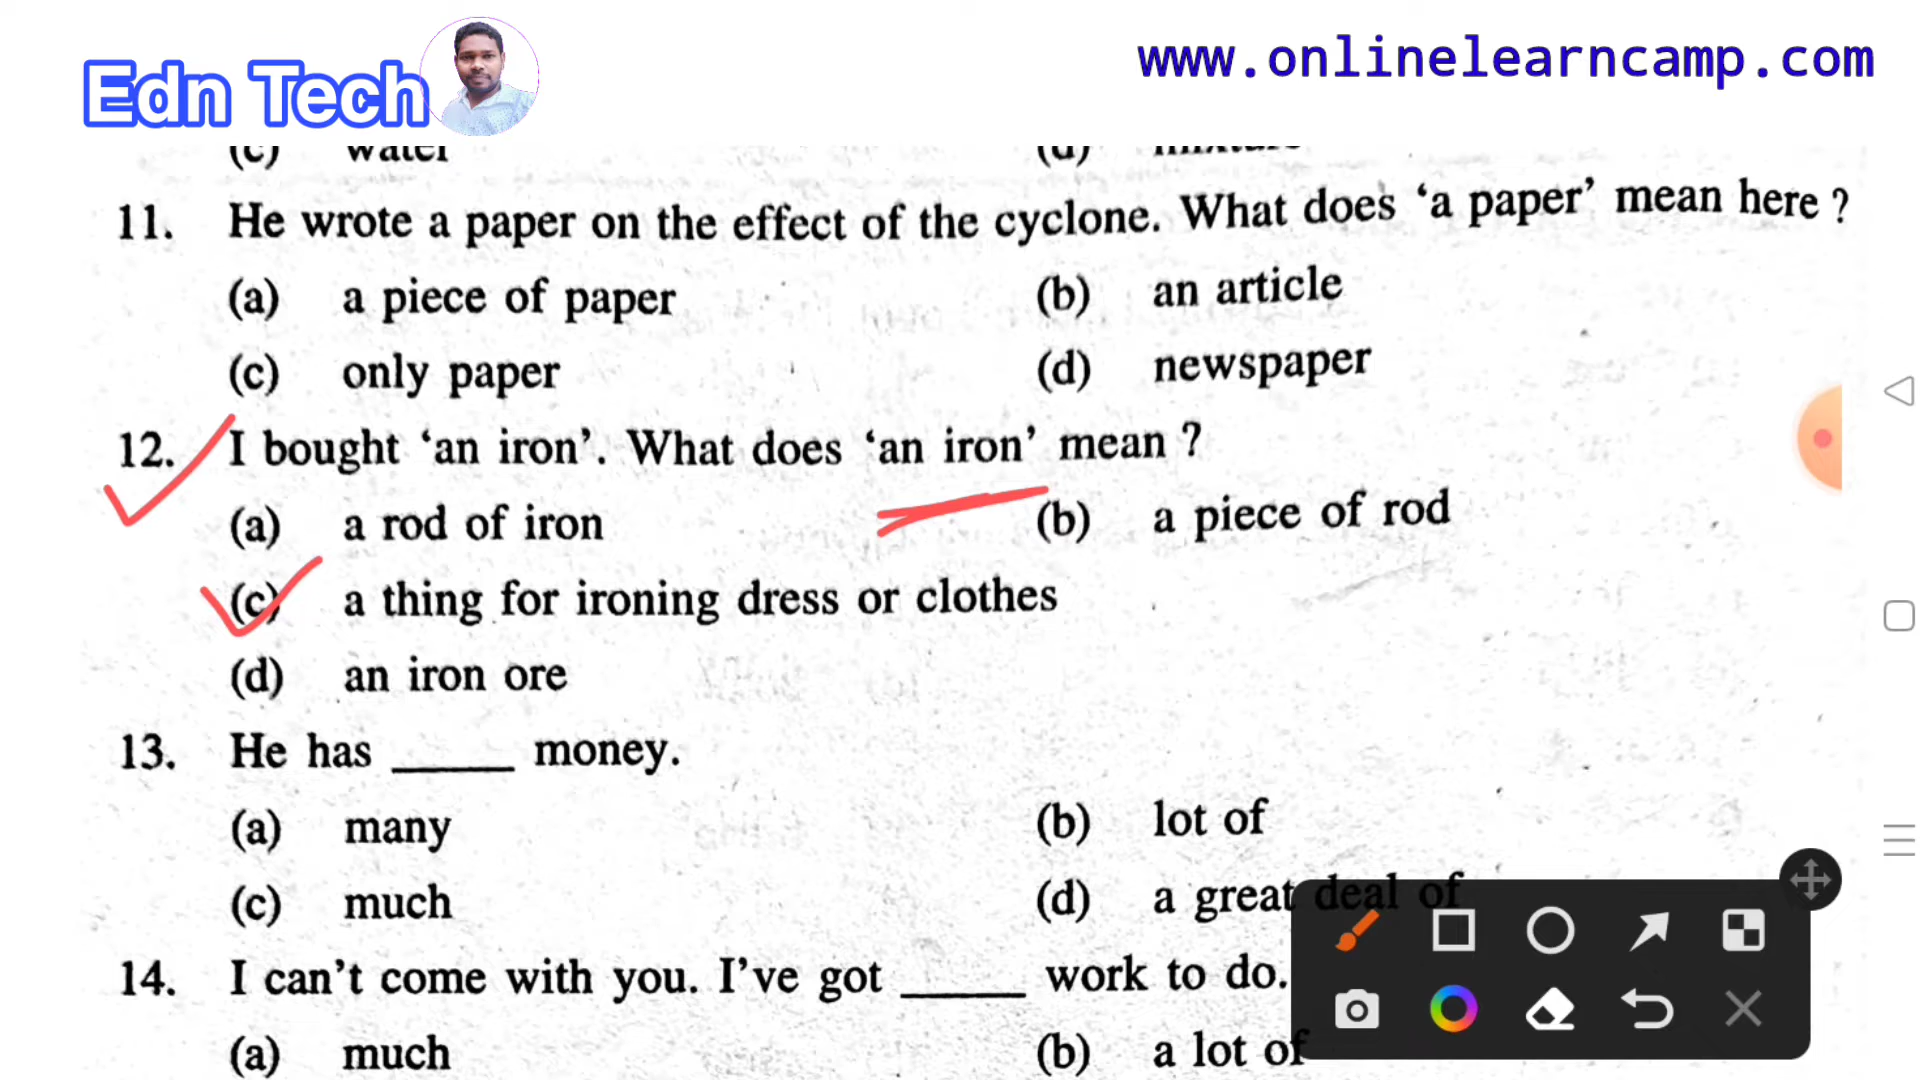 Edn Tech
www.onlinelearncamp.com
(c) water
11. He wrote a paper on the effect of the cyclone. What does ‘a paper’ mean here ?
(a) a piece of paper (b) an article
(c) only paper (d) newspaper
12. I bought ‘an iron’. What does ‘an iron’ mean ?
(a) a rod of iron (b) a piece of rod
(c) a thing for ironing dress or clothes
(d) an iron ore
13. He has _____ money.
(a) many (b) lot of
(c) much (d) a great deal of
14. I can’t come with you. I’ve got _____ work to do.
(a) much (b) a lot of